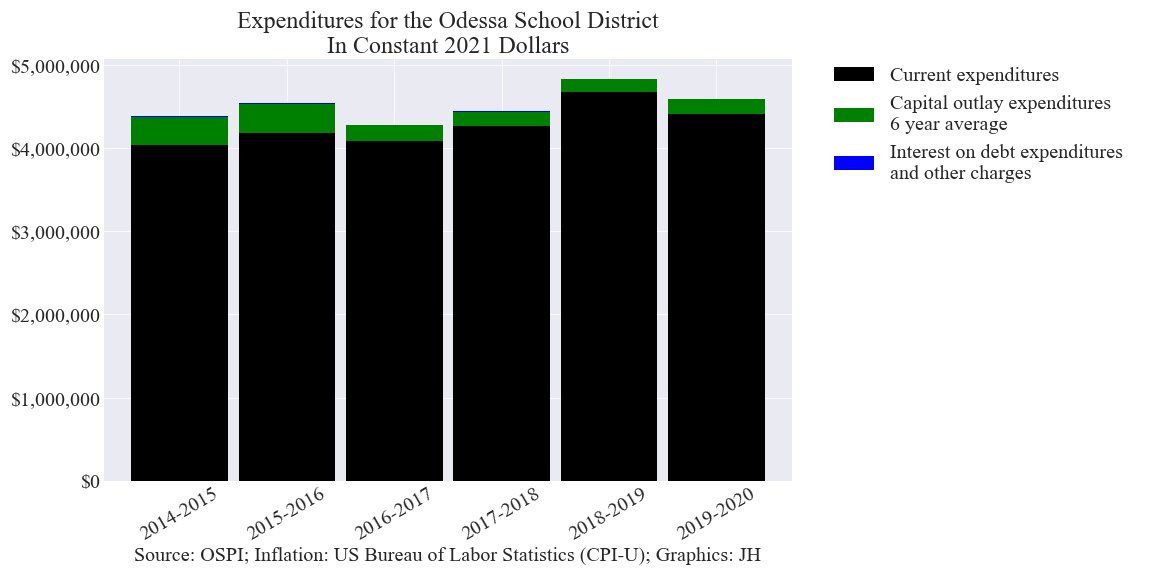 Expenditures for the Odessa School District
In Constant 2021 Dollars
$5,000,000
$4,000,000
$3,000,000
$2,000,000
$1,000,000
$0
2014-2015
2015-2016
2016-2017
2017-2018
2018-2019
2019-2020
Source: OSPI; Inflation: US Bureau of Labor Statistics (CPI-U); Graphics: JH
Current expenditures
Capital outlay expenditures
6 year average
Interest on debt expenditures
and other charges